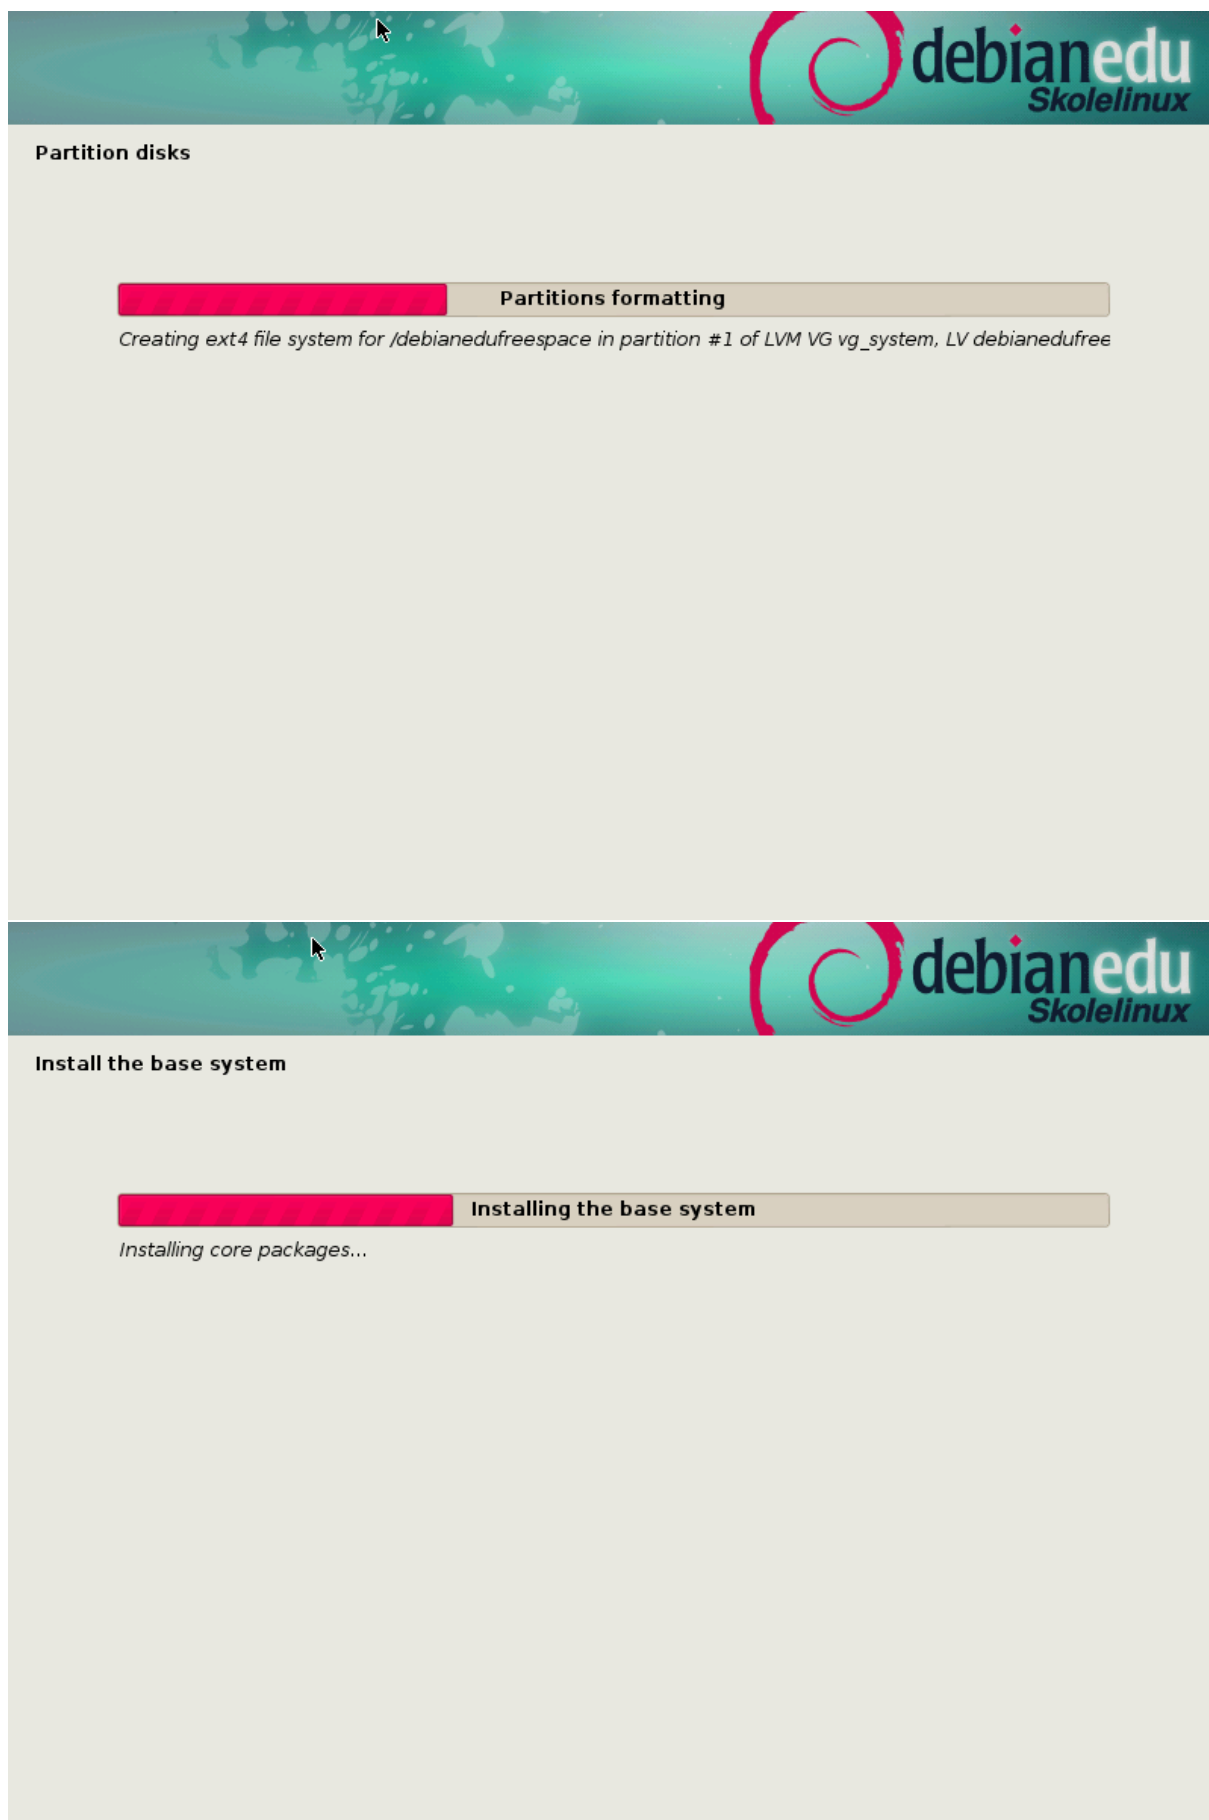 debianedu
Skolelinux
Partition disks
Partitions formatting
Creating ext4 file system for /debianedufreespace in partition #1 of LVM VG vg_system, LV debianedufree
debianedu
Skolelinux
Install the base system
Installing the base system
Installing core packages...